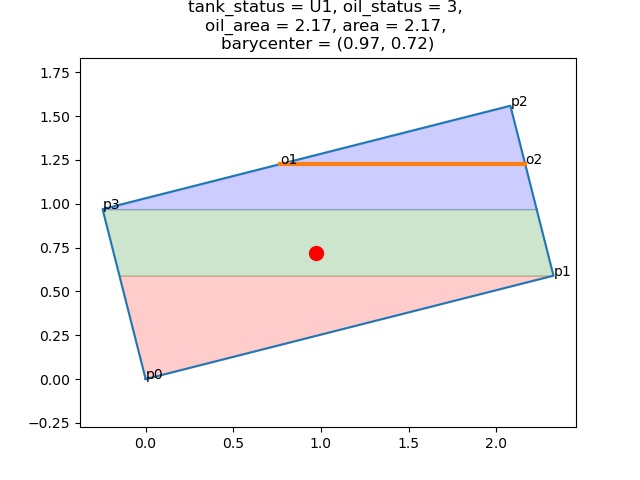 tank_status = U1, oil_status = 3,
oil_area = 2.17, area = 2.17,
barycenter = (0.97, 0.72)
1.75
1.50
1.25
1.00
0.75
0.50
0.25
0.00
−0.25
p2
o1
o2
p3
p1
p0
0.0
0.5
1.0
1.5
2.0